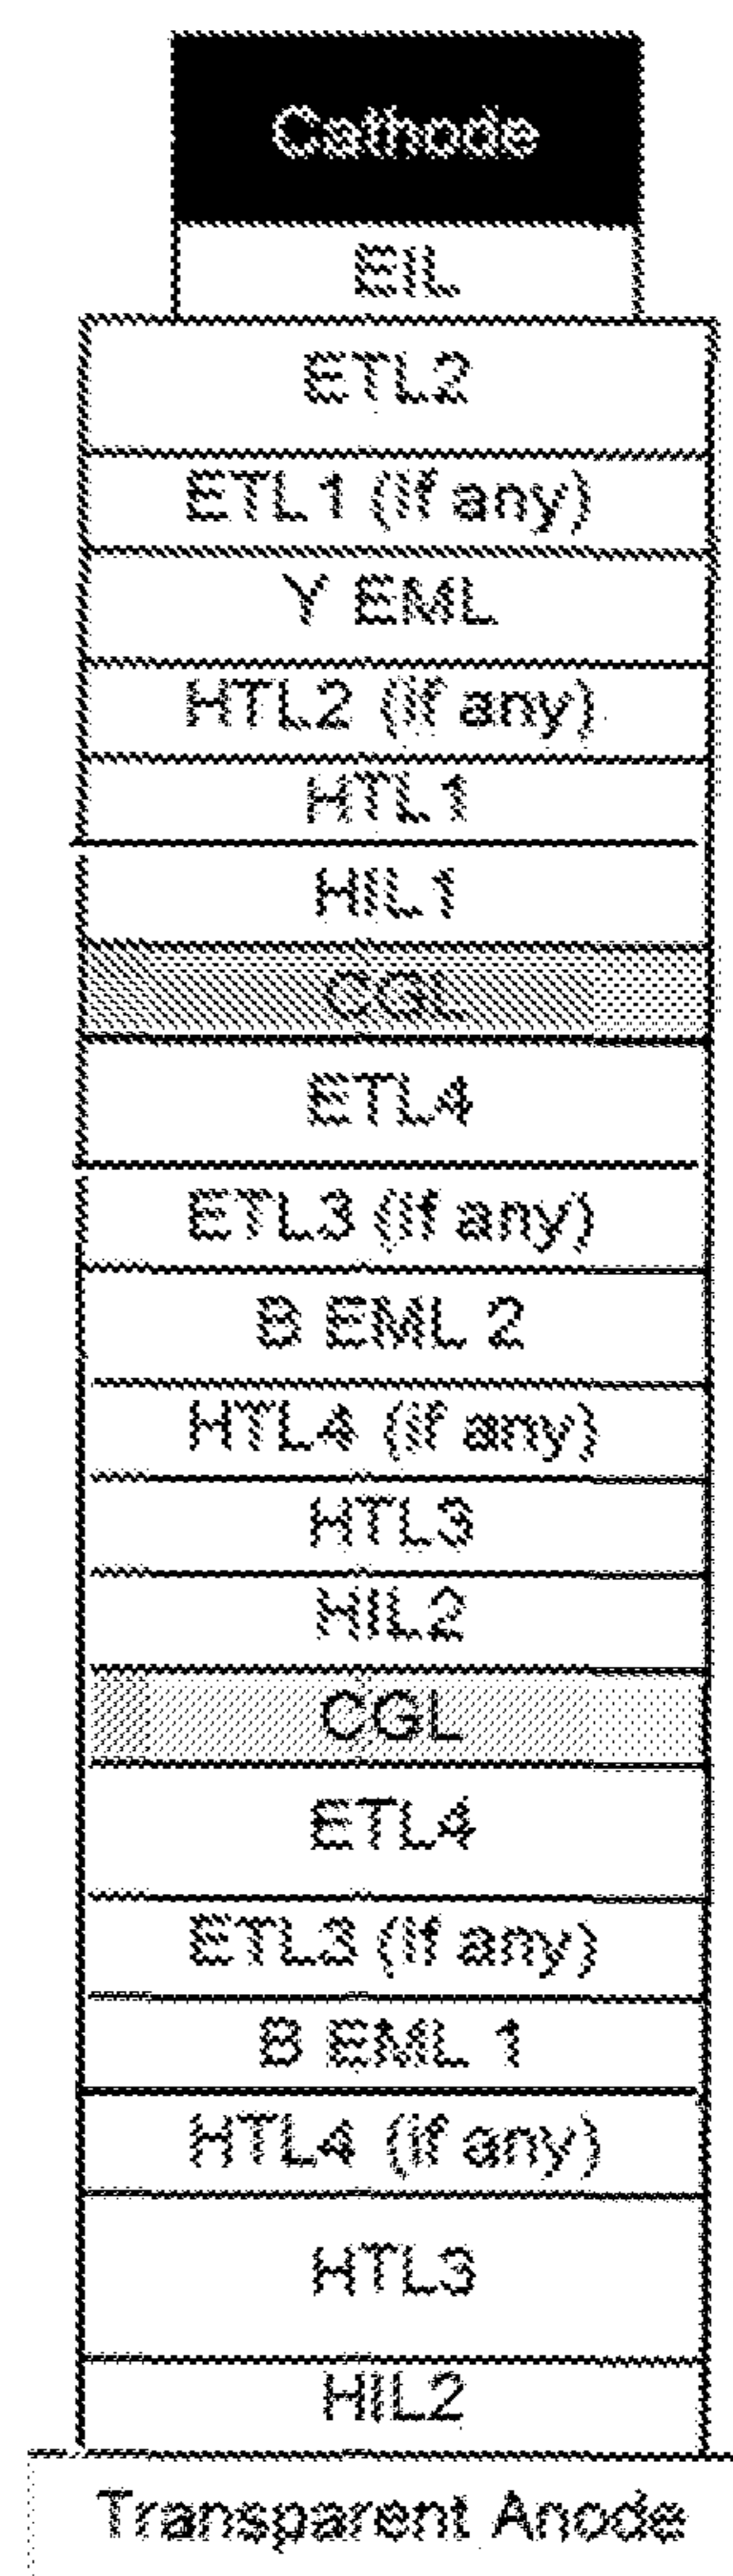 Cathode
EIL
ETL2
ETL1 (if any)
Y EML
HTL2 (if any)
HTL1
HIL1
CGL
ETL4
ETL3 (if any)
B EML 2
HTL4 (if any)
HTL3
HIL2
CGL
ETL4
ETL3 (if any)
B EML 1
HTL4 (if any)
HTL3
HIL2
Transparent Anode